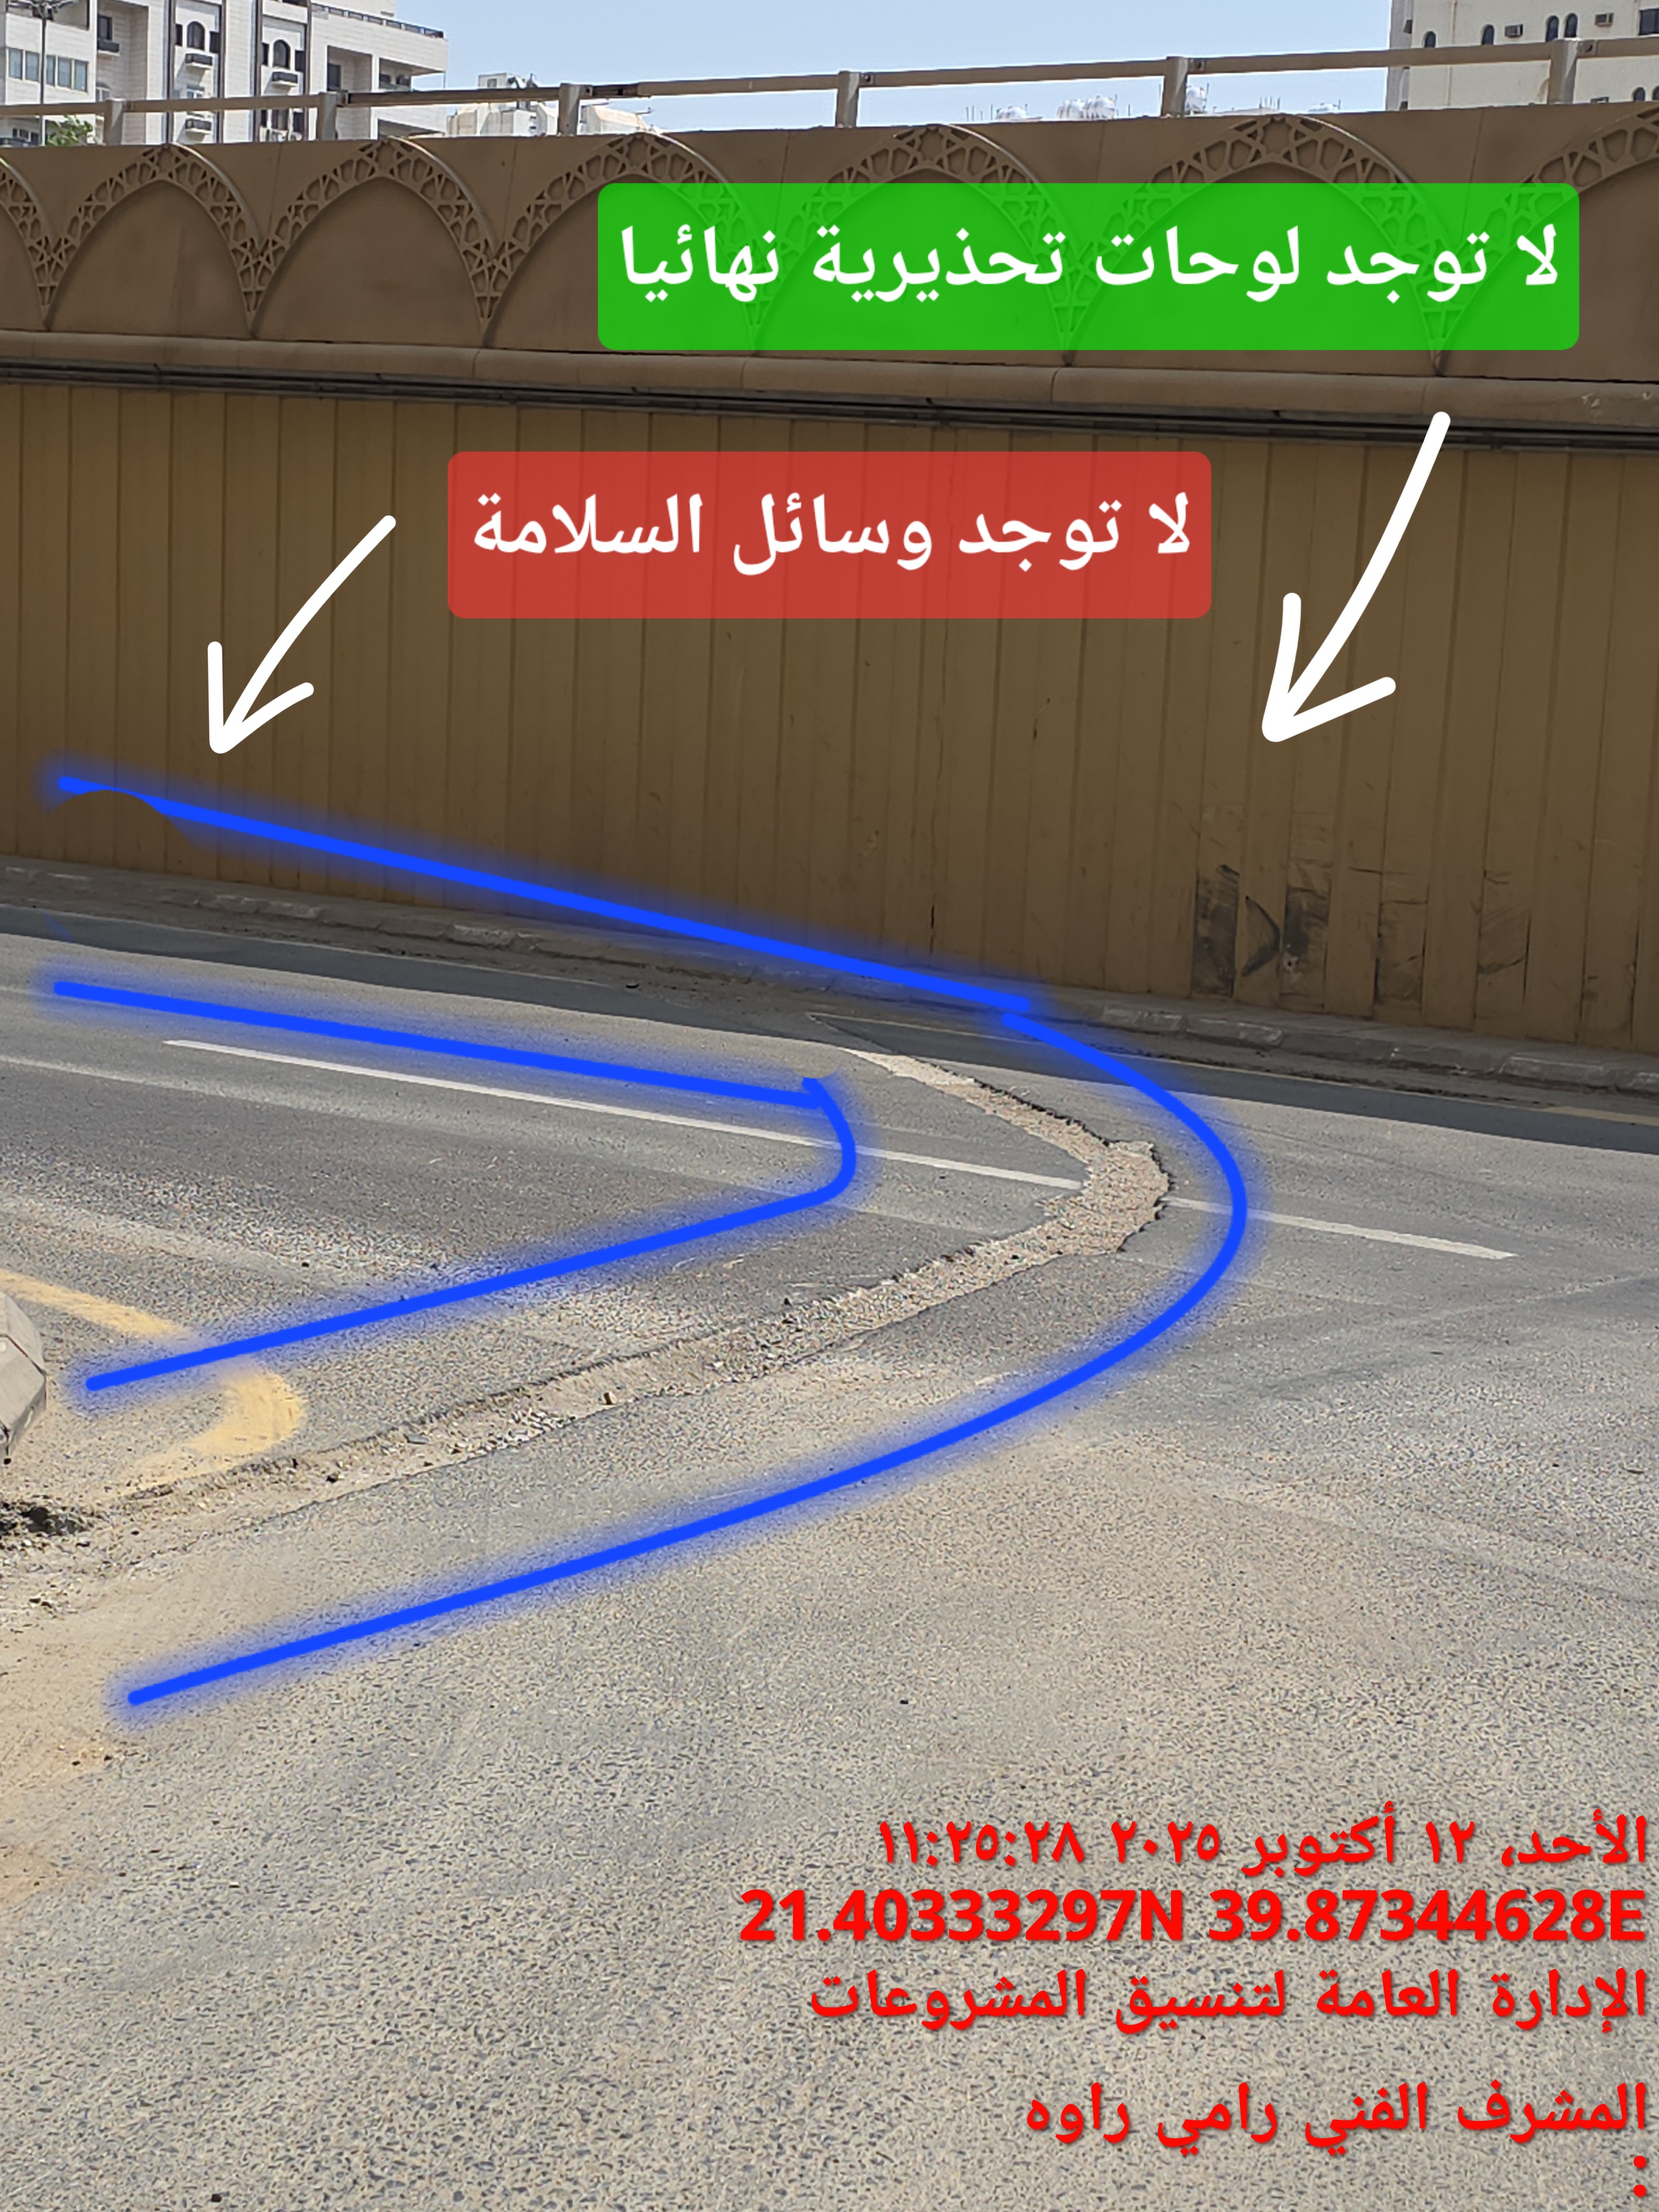 لا توجد لوحات تحذيرية نهائيا
لا توجد وسائل السلامة
الأحد، ١٢ أكتوبر ٢٠٢٥ ١١:٢٥:٢٨
21.40333297N 39.87344628E
الإدارة العامة لتنسيق المشروعات
المشرف الفني رامي راوه
: